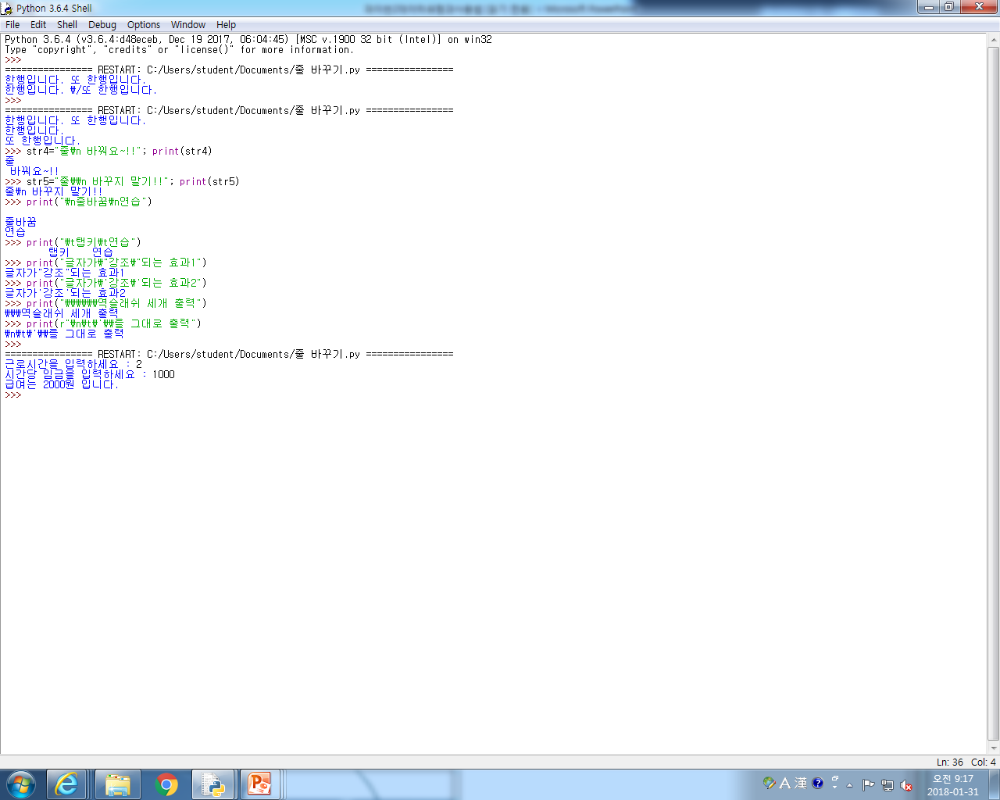 Python 3.6.4 Shell
File Edit Shell Debug Options Window Help
Python 3.6.4 (v3.6.4:d48eceb, Dec 19 2017, 06:04:45) [MSC v.1900 32 bit (Intel)] on win32
Type "copyright", "credits" or "license()" for more information.
>>>
================ RESTART: C:/Users/student/Documents/줄 바꾸기.py ================
한행입니다. 또 한행입니다.
한행입니다. ₩/또 한행입니다.
>>>
================ RESTART: C:/Users/student/Documents/줄 바꾸기.py ================
한행입니다. 또 한행입니다.
한행입니다.
또 한행입니다.
>>> str4="줄₩n 바꿔요~!!"; print(str4)
줄
 바꿔요~!!
>>> str5="줄₩₩n 바꾸지 말기!!"; print(str5)
줄₩n 바꾸지 말기!!
>>> print("₩n줄바꿈₩n연습")
줄바꿈
연습
>>> print("₩t탭키₩t연습")
	탭키	연습
>>> print("글자가₩"강조₩"되는 효과1")
글자가"강조"되는 효과1
>>> print("글자가₩'강조₩'되는 효과2")
글자가'강조'되는 효과2
>>> print("₩₩₩₩₩₩역슬래쉬 세개 출력")
₩₩₩역슬래쉬 세개 출력
>>> print(r"₩n₩t₩'₩₩를 그대로 출력")
₩n₩t₩'₩₩를 그대로 출력
>>>
================ RESTART: C:/Users/student/Documents/줄 바꾸기.py ================
근로시간을 입력하세요 : 2
시간당 임금을 입력하세요 : 1000
급여는 2000원 입니다.
>>>
Ln: 36 Col: 4
A 漢
오전 9:17
2018-01-31